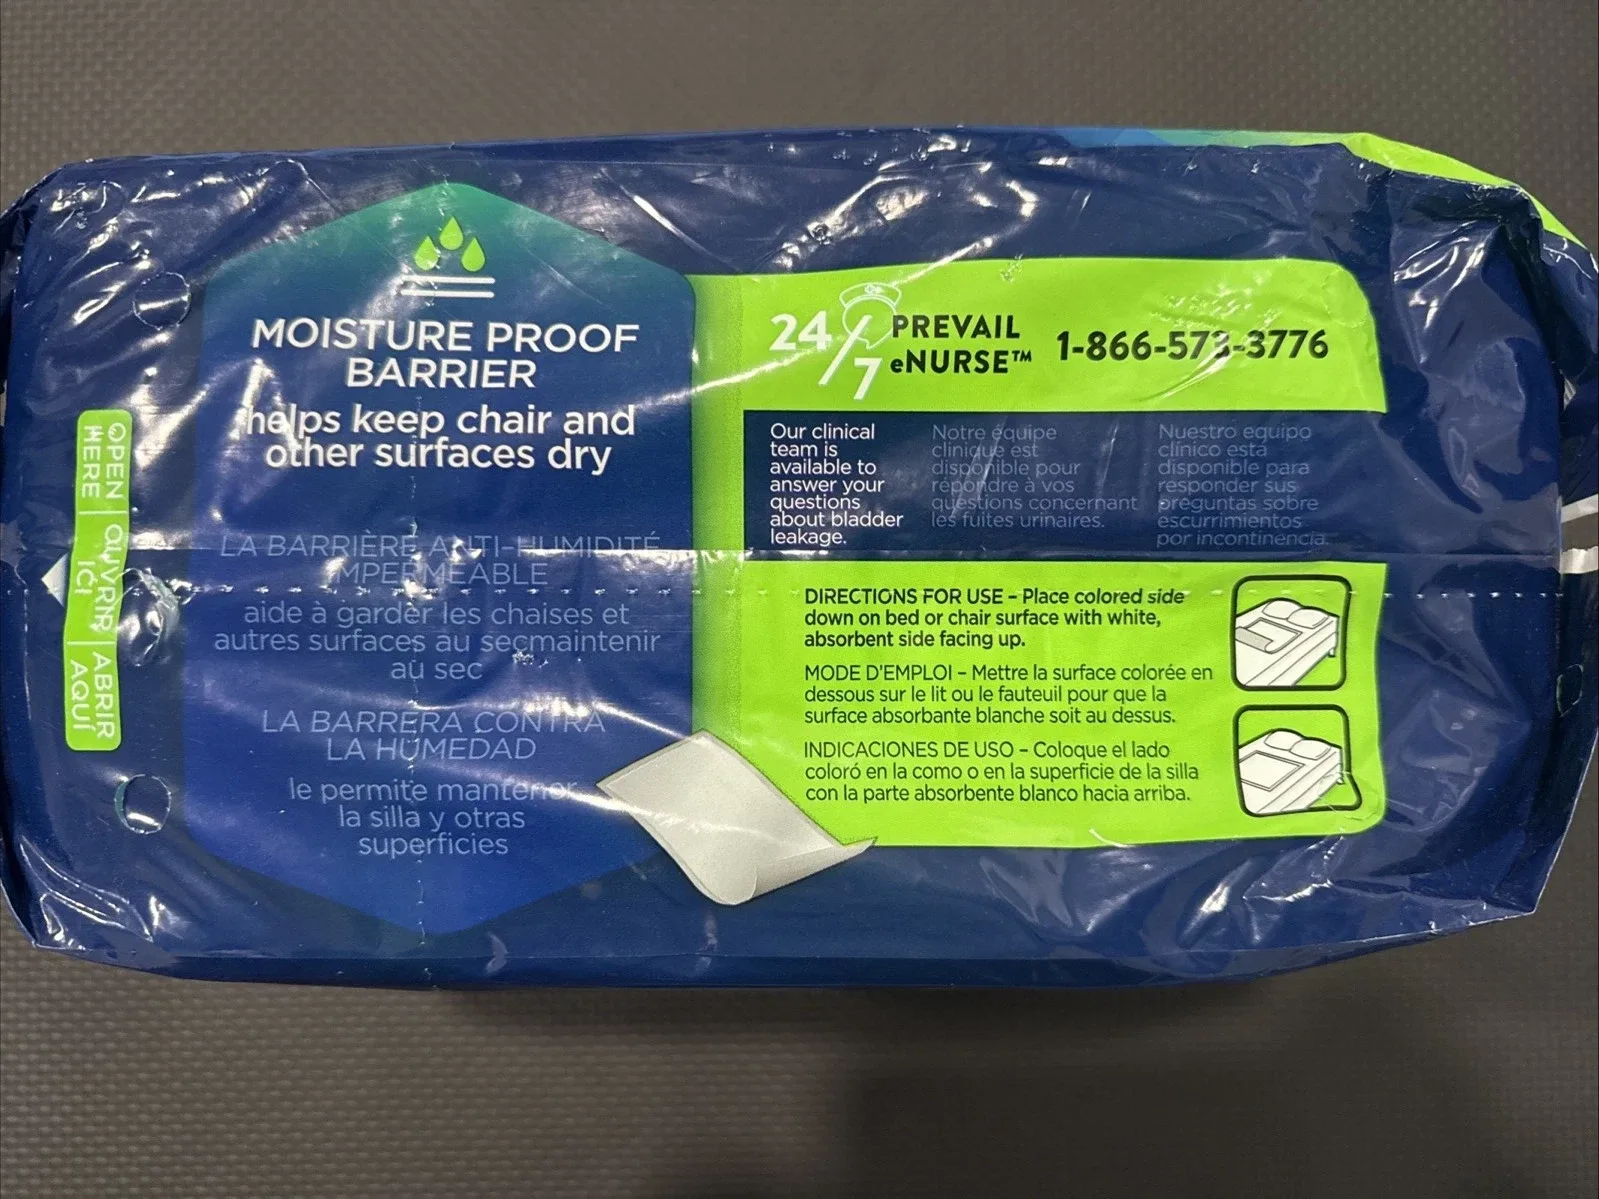 MOISTURE PROOF
BARRIER
helps keep chair and
other surfaces dry
LA BARRIÈRE ANTI-HUMIDITÉ
IMPERMÉABLE
aide à garder les chaises et
autres surfaces au secmaintenir
au sec
LA BARRERA CONTRA
LA HUMEDAD
le permite mantener
la silla y otras
superficies
OPEN
HERE
OUVRIR
ICI
ABRIR
AQUÍ
24/7
PREVAIL
eNURSE™
1-866-573-3776
Our clinical
team is
available to
answer your
questions
about bladder
leakage.
Notre équipe
clinique est
disponible pour
répondre à vos
questions concernant
les fuites urinaires.
Nuestro equipo
clínico está
disponible para
responder sus
preguntas sobre
escurrimientos
por incontinencia.
DIRECTIONS FOR USE – Place colored side
down on bed or chair surface with white,
absorbent side facing up.
MODE D'EMPLOI – Mettre la surface colorée en
dessous sur le lit ou le fauteuil pour que la
surface absorbante blanche soit au dessus.
INDICACIONES DE USO – Coloque el lado
coloró en la como o en la superficie de la silla
con la parte absorbente blanco hacia arriba.